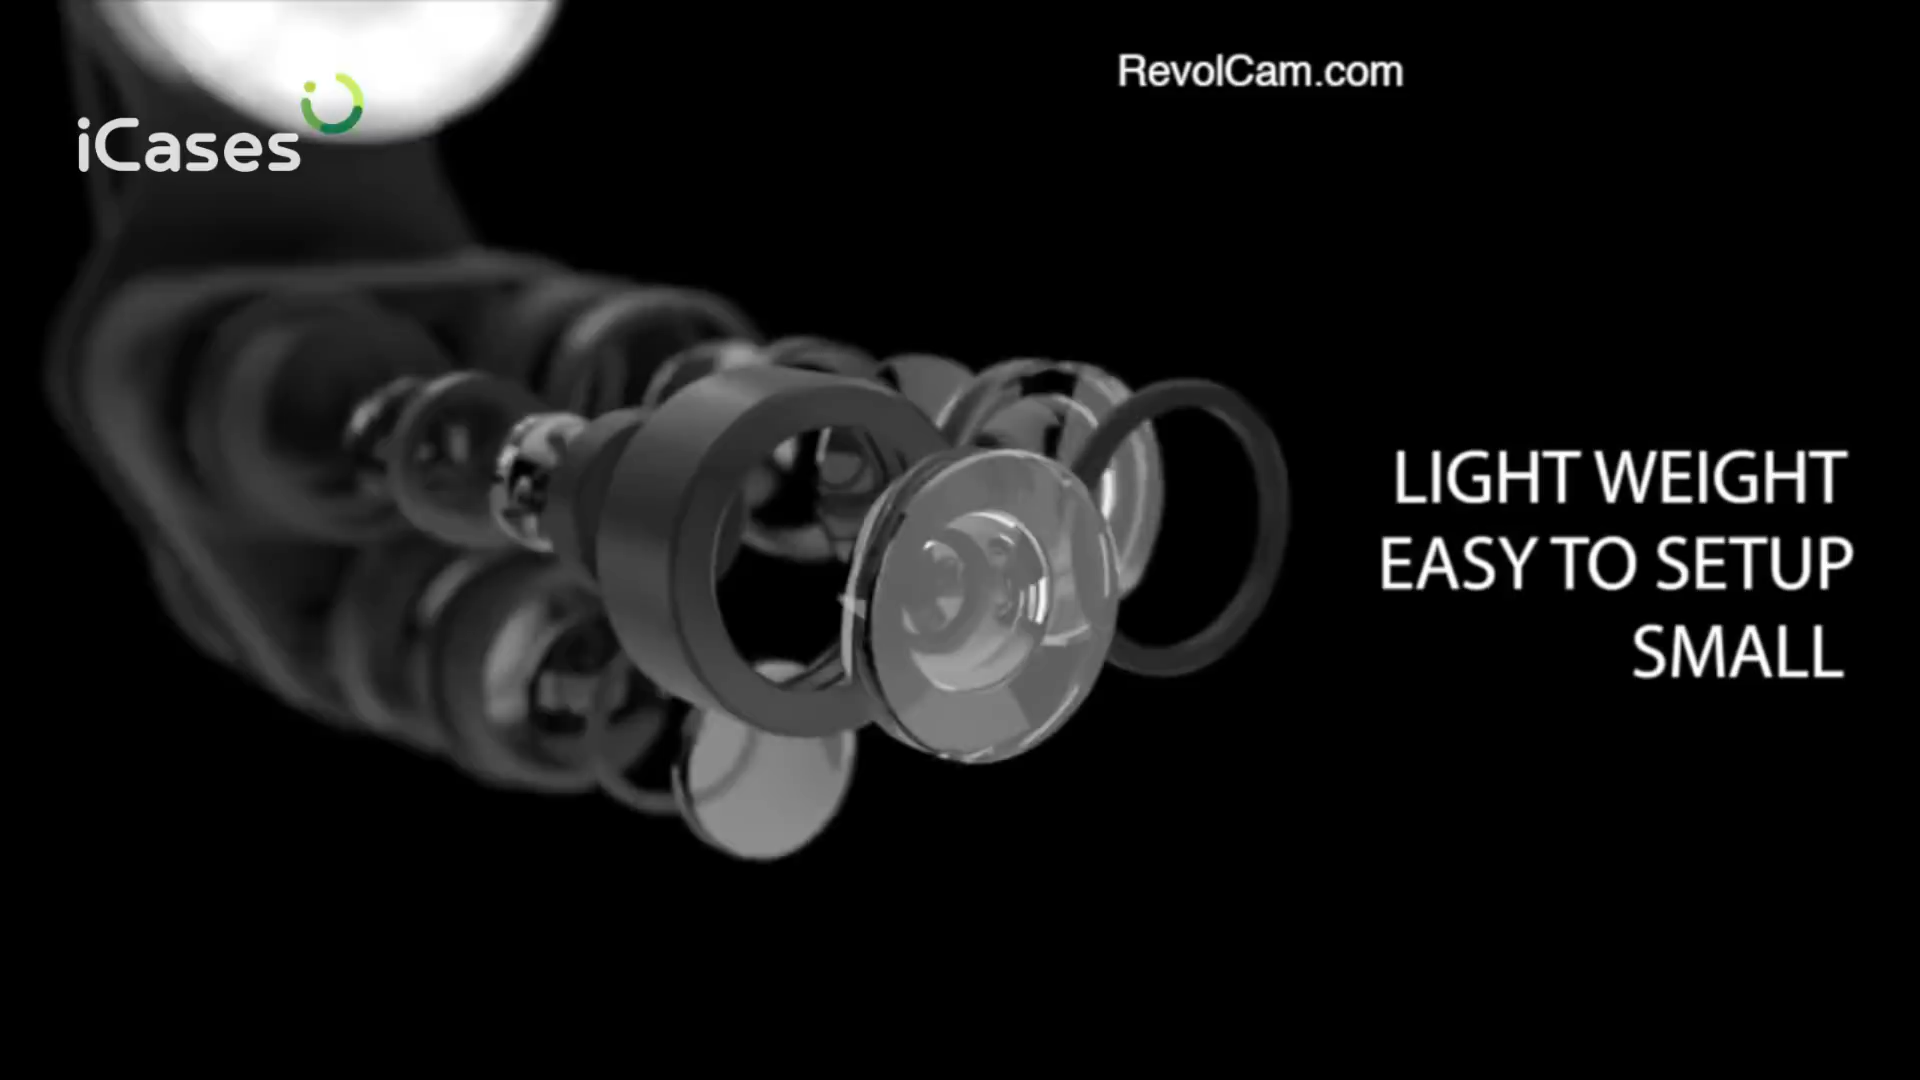 RevolCam.com
iCases
LIGHT WEIGHT
EASY TO SETUP
SMALL